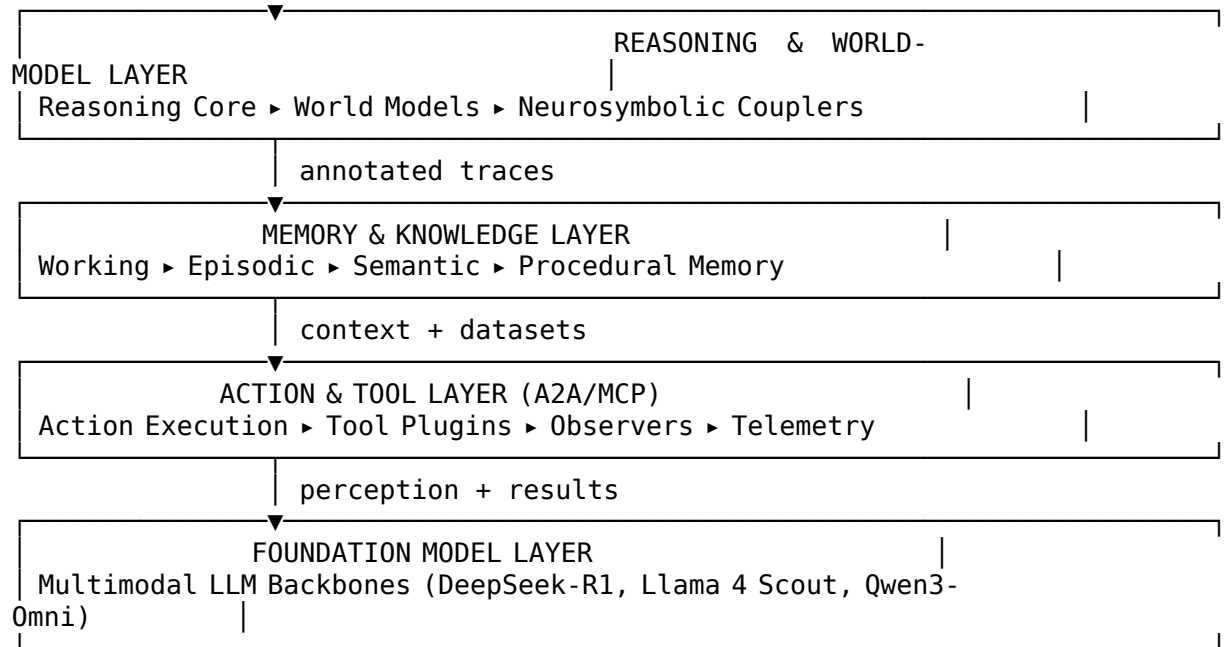 REASONING & WORLD-
MODEL LAYER
Reasoning Core ▸ World Models ▸ Neurosymbolic Couplers
annotated traces
MEMORY & KNOWLEDGE LAYER
Working ▸ Episodic ▸ Semantic ▸ Procedural Memory
context + datasets
ACTION & TOOL LAYER (A2A/MCP)
Action Execution ▸ Tool Plugins ▸ Observers ▸ Telemetry
perception + results
FOUNDATION MODEL LAYER
Multimodal LLM Backbones (DeepSeek-R1, Llama 4 Scout, Qwen3-
Omni)